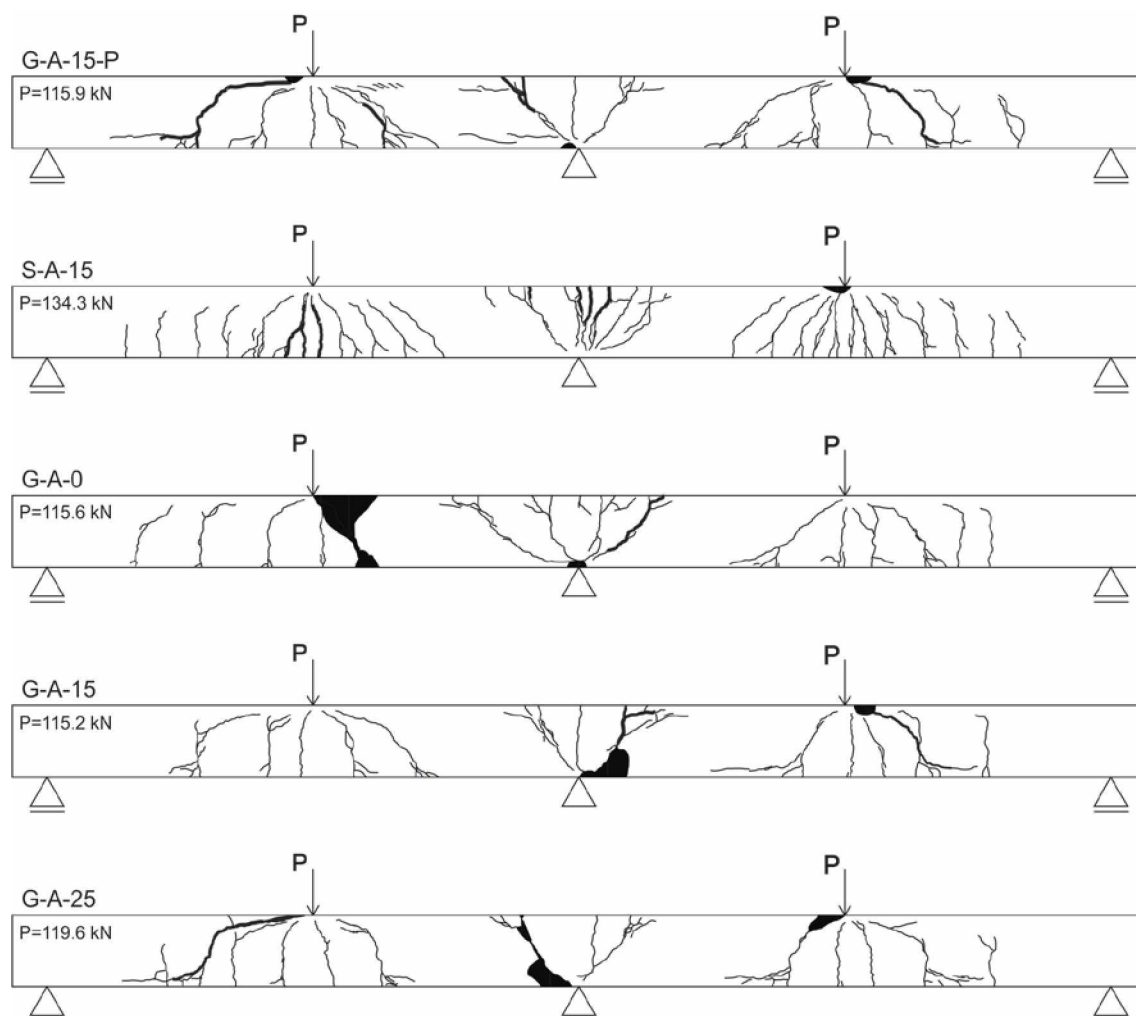 P P
G-A-15-P
P=115.9 kN
P P
S-A-15
P=134.3 kN
P P
G-A-0
P=115.6 kN
P P
G-A-15
P=115.2 kN
P P
G-A-25
P=119.6 kN